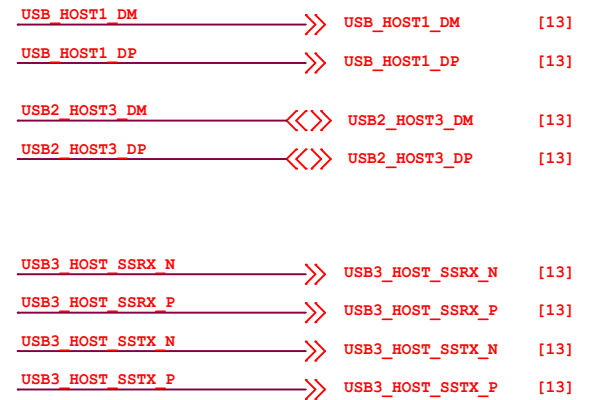 USB_HOST1_DM USB_HOST1_DM [13]
USB_HOST1_DP USB_HOST1_DP [13]
USB2_HOST3_DM USB2_HOST3_DM [13]
USB2_HOST3_DP USB2_HOST3_DP [13]
USB3_HOST_SSRX_N USB3_HOST_SSRX_N [13]
USB3_HOST_SSRX_P USB3_HOST_SSRX_P [13]
USB3_HOST_SSTX_N USB3_HOST_SSTX_N [13]
USB3_HOST_SSTX_P USB3_HOST_SSTX_P [13]